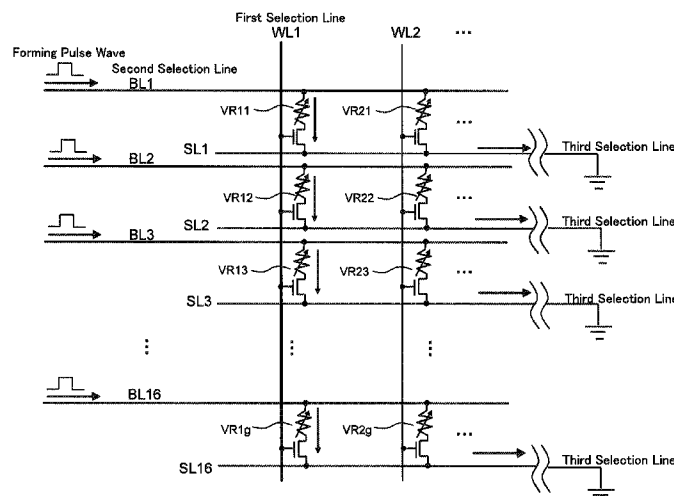 First Selection Line
WL1 WL2 ...
Forming Pulse Wave
Second Selection Line
BL1
VR11 VR21 ...
SL1 Third Selection Line
BL2
VR12 VR22 ...
SL2 Third Selection Line
BL3
VR13 VR23 ...
SL3 Third Selection Line
BL16
VR1g VR2g ...
SL16 Third Selection Line